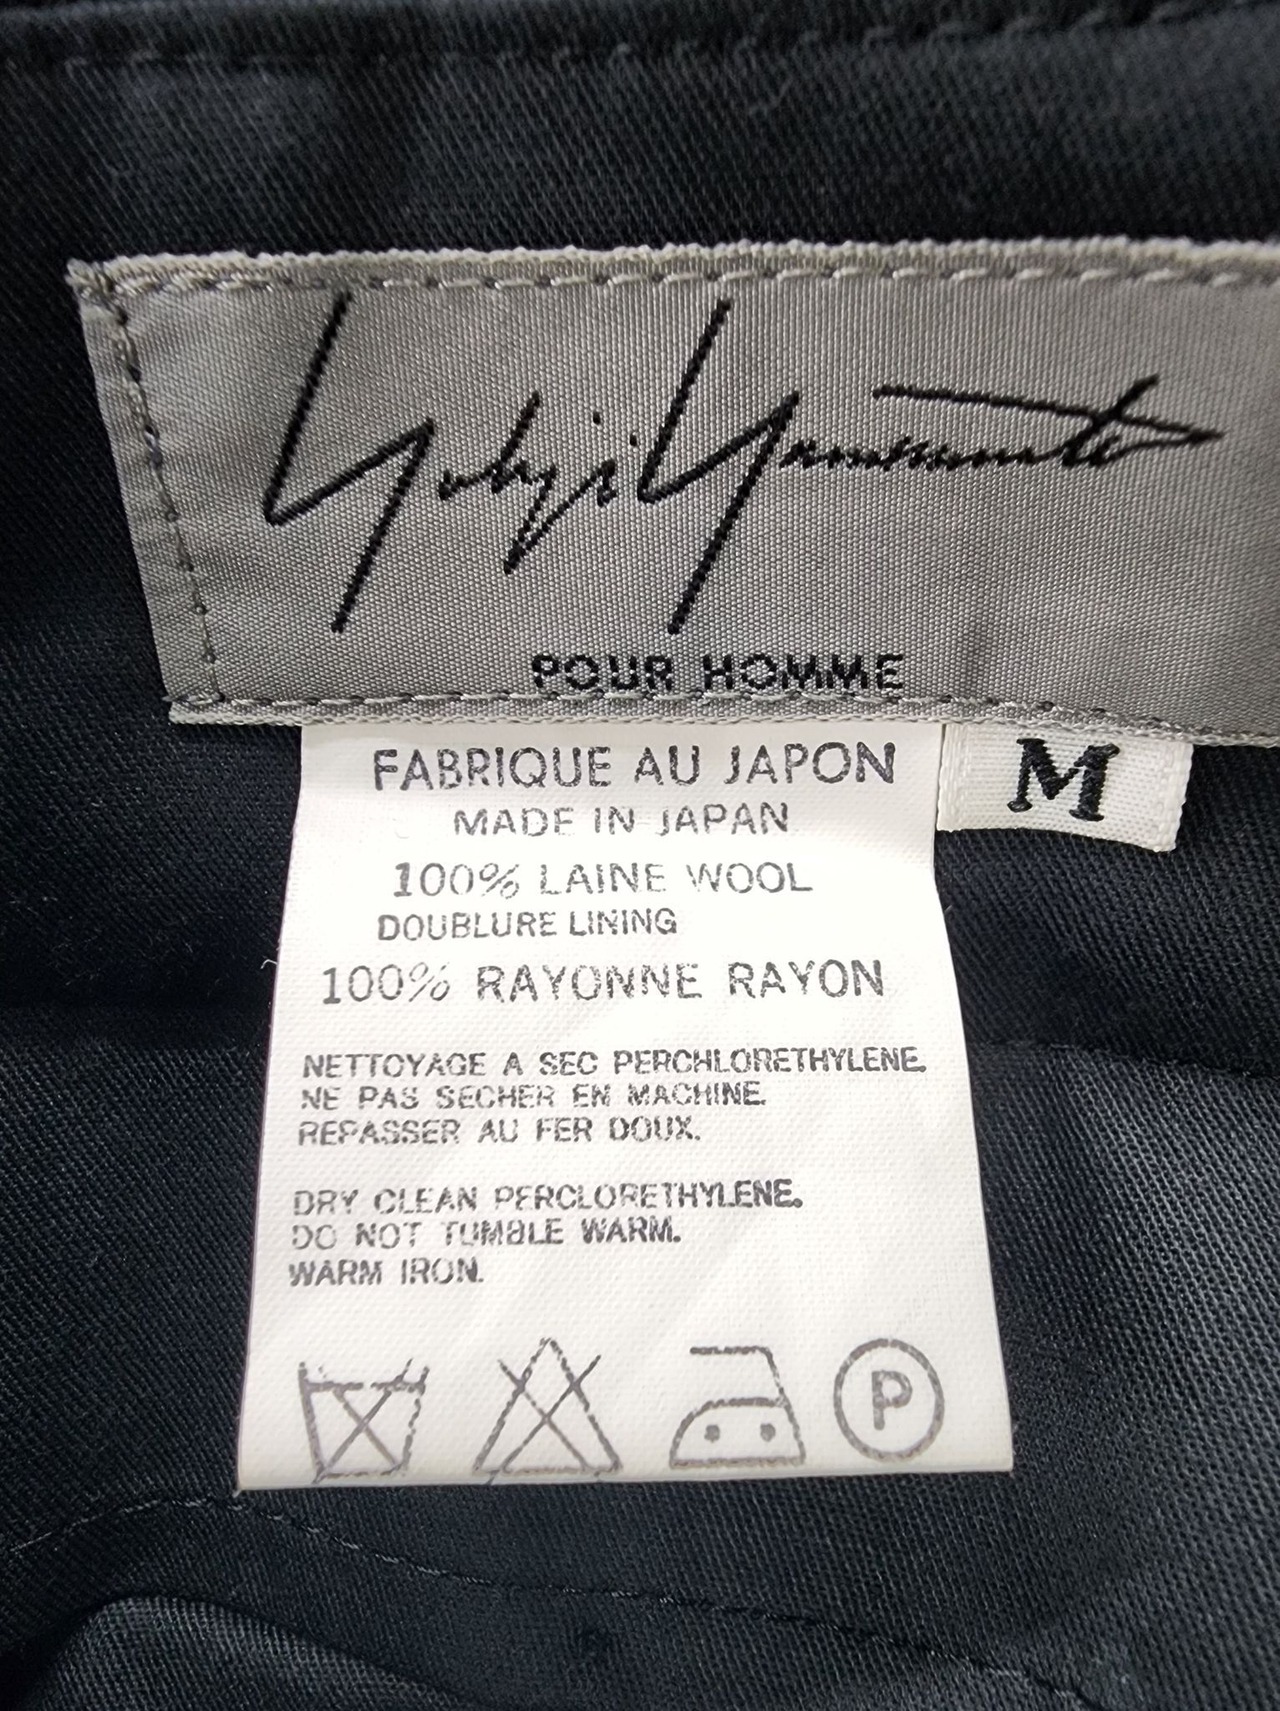 Yohji Yamamoto
POUR HOMME
M
FABRIQUE AU JAPON
MADE IN JAPAN
100% LAINE WOOL
DOUBLURE LINING
100% RAYONNE RAYON
NETTOYAGE A SEC PERCHLORETHYLENE.
NE PAS SECHER EN MACHINE.
REPASSER AU FER DOUX.
DRY CLEAN PERCLORETHYLENE.
DO NOT TUMBLE WARM.
WARM IRON.
P